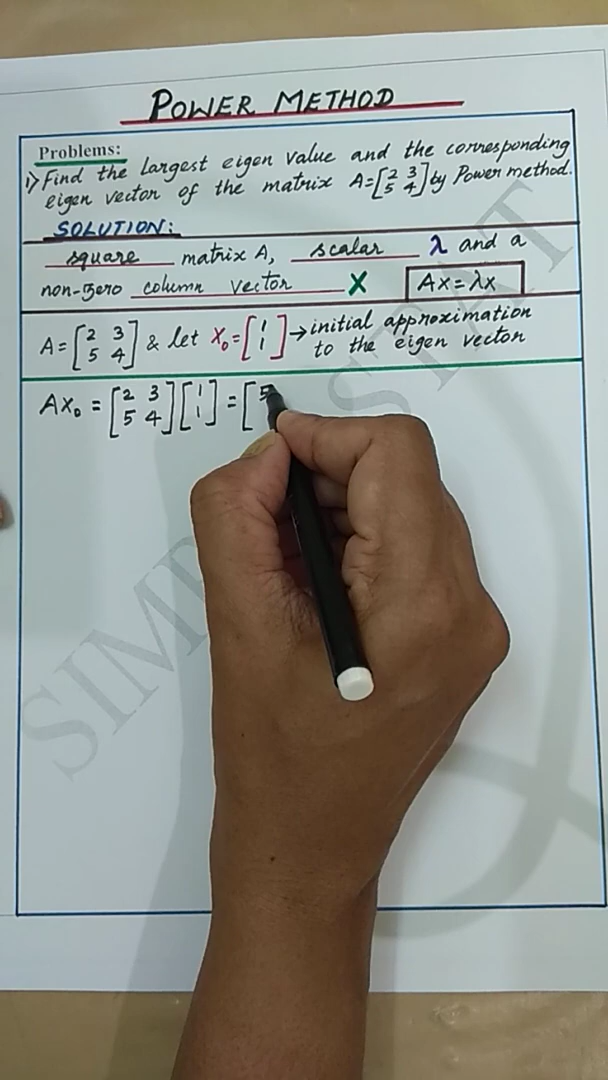 POWER METHOD
Problems:
1) Find the Largest eigen value and the corresponding
eigen vector of the matrix A=[2 3 5 4] by Power method.
SOLUTION:
square matrix A, scalar λ and a
non-zero column vector X Ax=λx
A=[2 3 5 4] & let X₀=[1 1]→initial approximation
to the eigen vector
AX₀ = [2 3 5 4][1 1] = [5